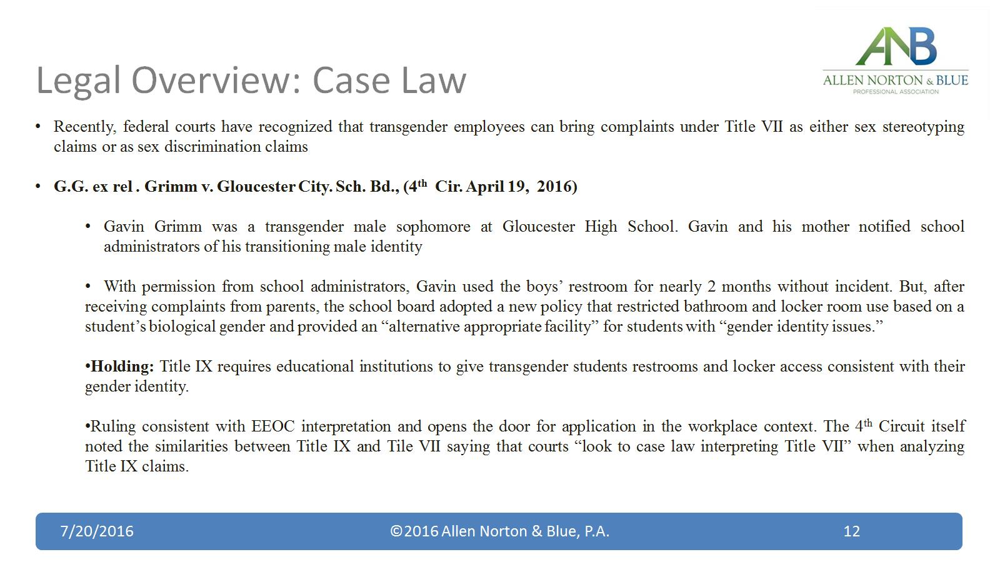 ANB
ALLEN NORTON & BLUE
PROFESSIONAL ASSOCIATION
Legal Overview: Case Law
• Recently, federal courts have recognized that transgender employees can bring complaints under Title VII as either sex stereotyping
claims or as sex discrimination claims
• G.G. ex rel . Grimm v. Gloucester City. Sch. Bd., (4th Cir. April 19, 2016)
• Gavin Grimm was a transgender male sophomore at Gloucester High School. Gavin and his mother notified school
administrators of his transitioning male identity
• With permission from school administrators, Gavin used the boys’ restroom for nearly 2 months without incident. But, after
receiving complaints from parents, the school board adopted a new policy that restricted bathroom and locker room use based on a
student’s biological gender and provided an “alternative appropriate facility” for students with “gender identity issues.”
•Holding: Title IX requires educational institutions to give transgender students restrooms and locker access consistent with their
gender identity.
•Ruling consistent with EEOC interpretation and opens the door for application in the workplace context. The 4th Circuit itself
noted the similarities between Title IX and Tile VII saying that courts “look to case law interpreting Title VII” when analyzing
Title IX claims.
7/20/2016 ©2016 Allen Norton & Blue, P.A. 12